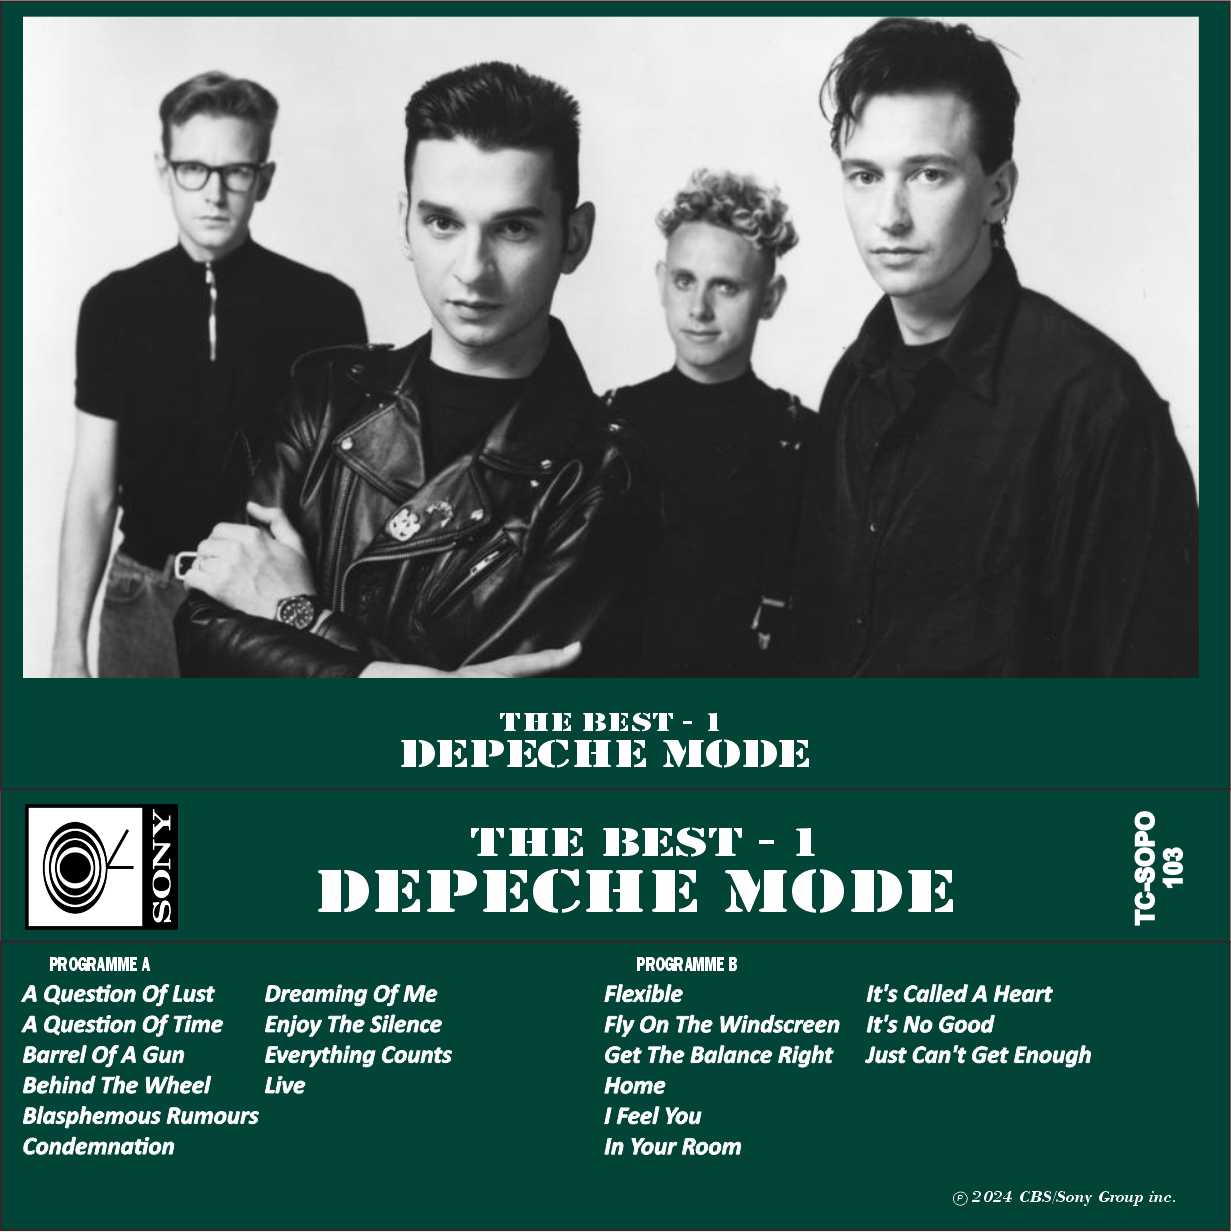 THE BEST - 1
DEPECHE MODE
SONY
THE BEST - 1
DEPECHE MODE
TC-SOPO
103
PROGRAMME A
A Question Of Lust
A Question Of Time
Barrel Of A Gun
Behind The Wheel
Blasphemous Rumours
Condemnation
Dreaming Of Me
Enjoy The Silence
Everything Counts
Live
PROGRAMME B
Flexible
Fly On The Windscreen
Get The Balance Right
Home
I Feel You
In Your Room
It's Called A Heart
It's No Good
Just Can't Get Enough
℗ 2024 CBS/Sony Group inc.